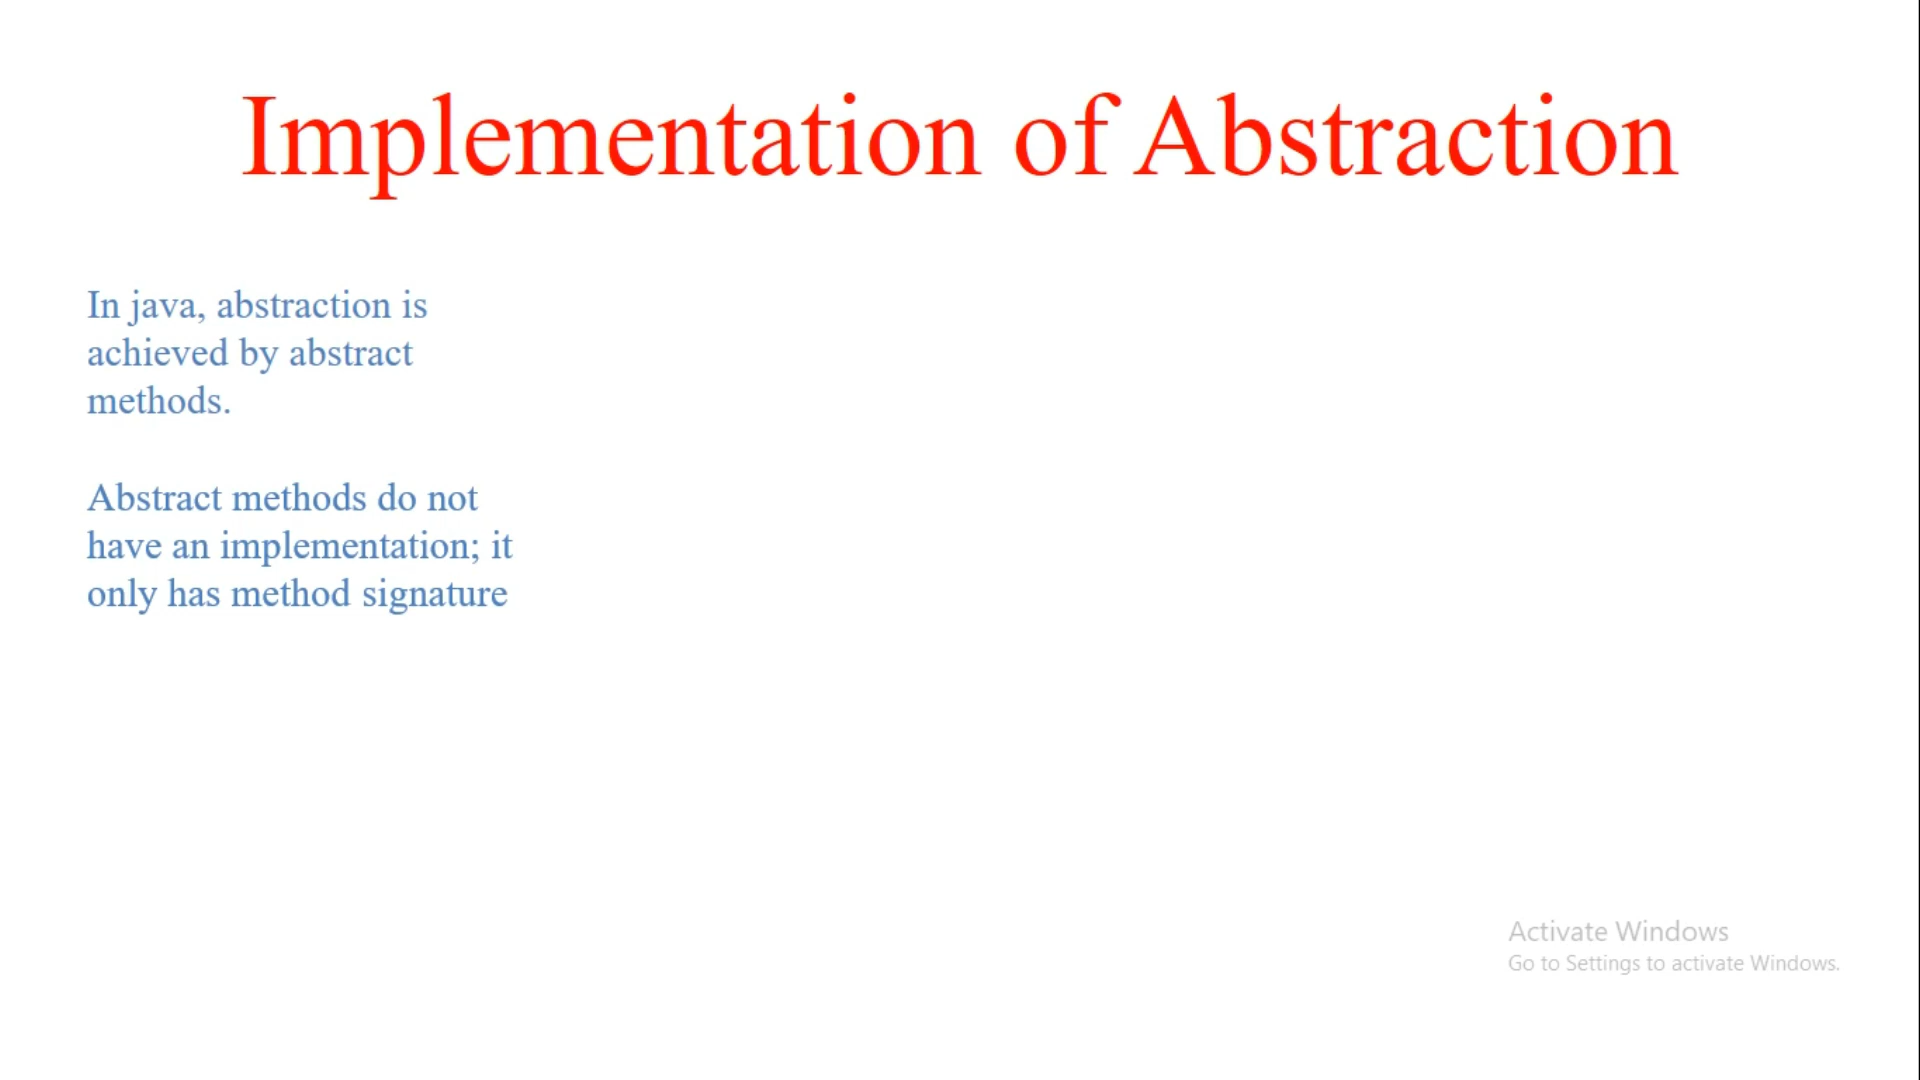 Implementation of Abstraction
In java, abstraction is
achieved by abstract
methods.
Abstract methods do not
have an implementation; it
only has method signature
Activate Windows
Go to Settings to activate Windows.